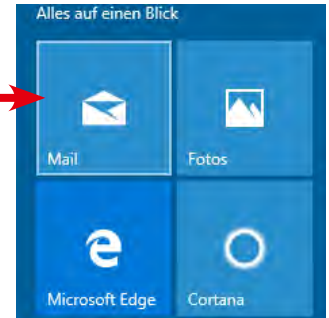 Alles auf einen Blick
Mail
Fotos
Microsoft Edge
Cortana